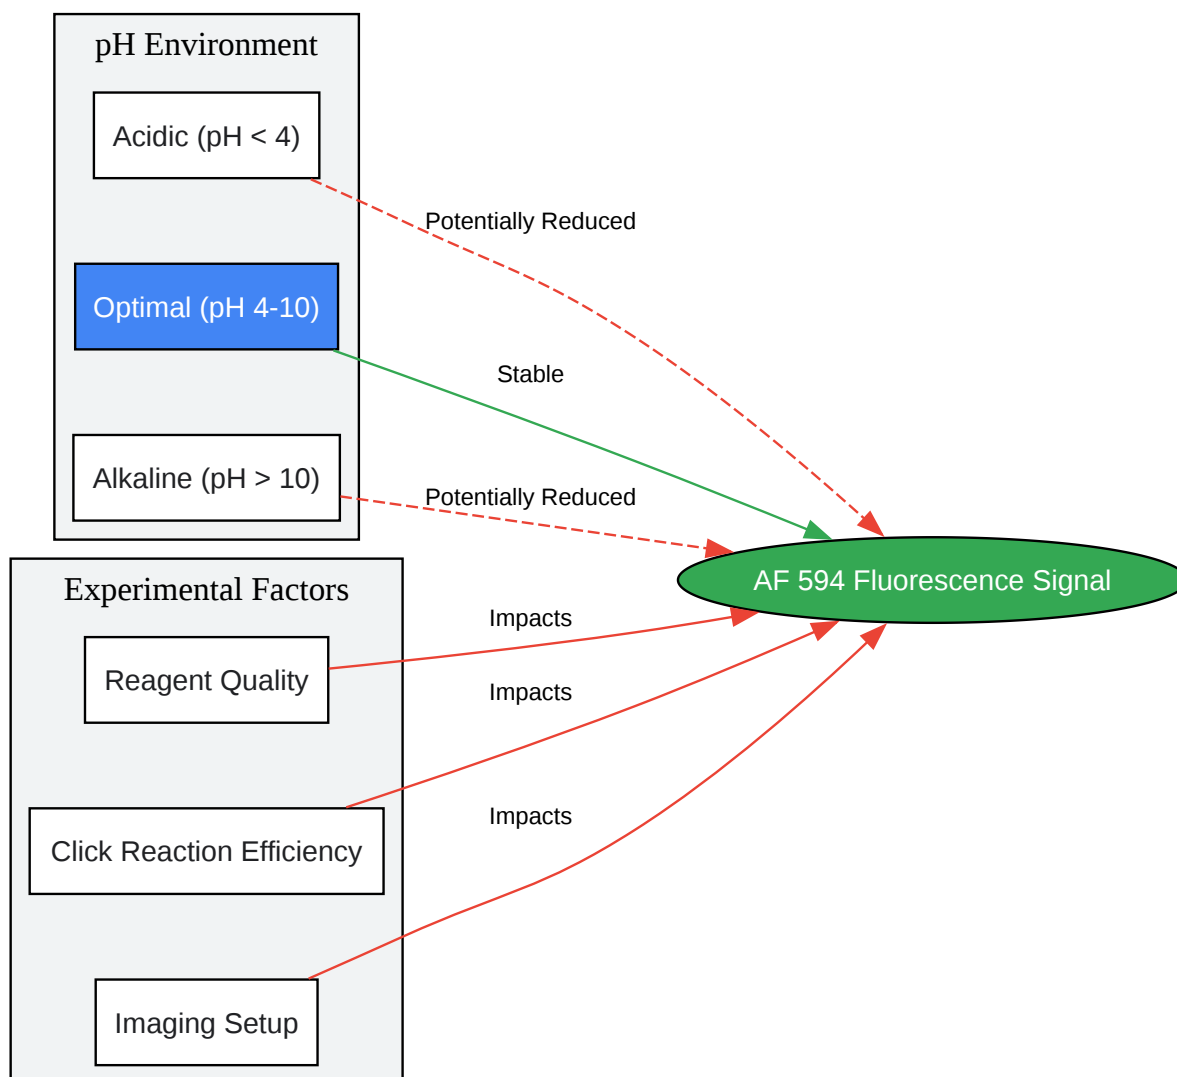 pH Environment
Acidic (pH < 4)
Potentially Reduced
Optimal (pH 4-10)
Stable
Alkaline (pH > 10)
Potentially Reduced
AF 594 Fluorescence Signal
Experimental Factors
Impacts
Reagent Quality
Impacts
Impacts
Click Reaction Efficiency
Imaging Setup